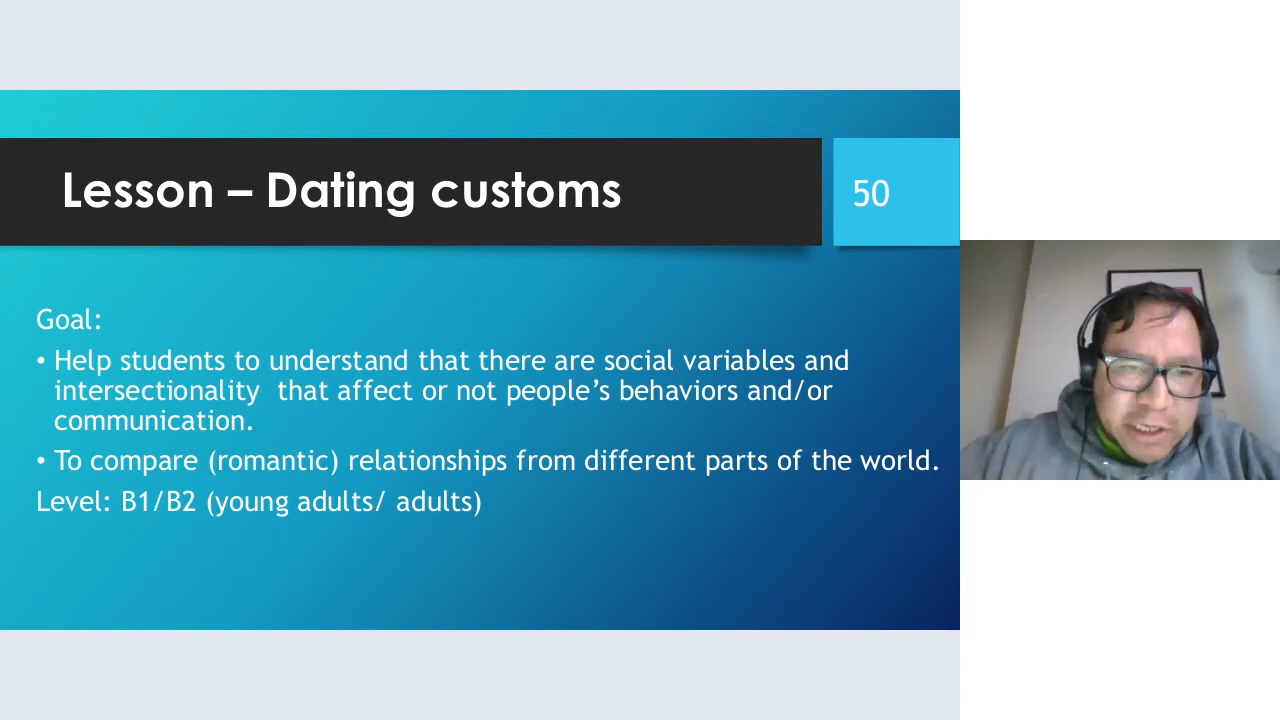 Lesson – Dating customs
50
Goal:
• Help students to understand that there are social variables and
intersectionality  that affect or not people’s behaviors and/or
communication.
• To compare (romantic) relationships from different parts of the world.
Level: B1/B2 (young adults/ adults)